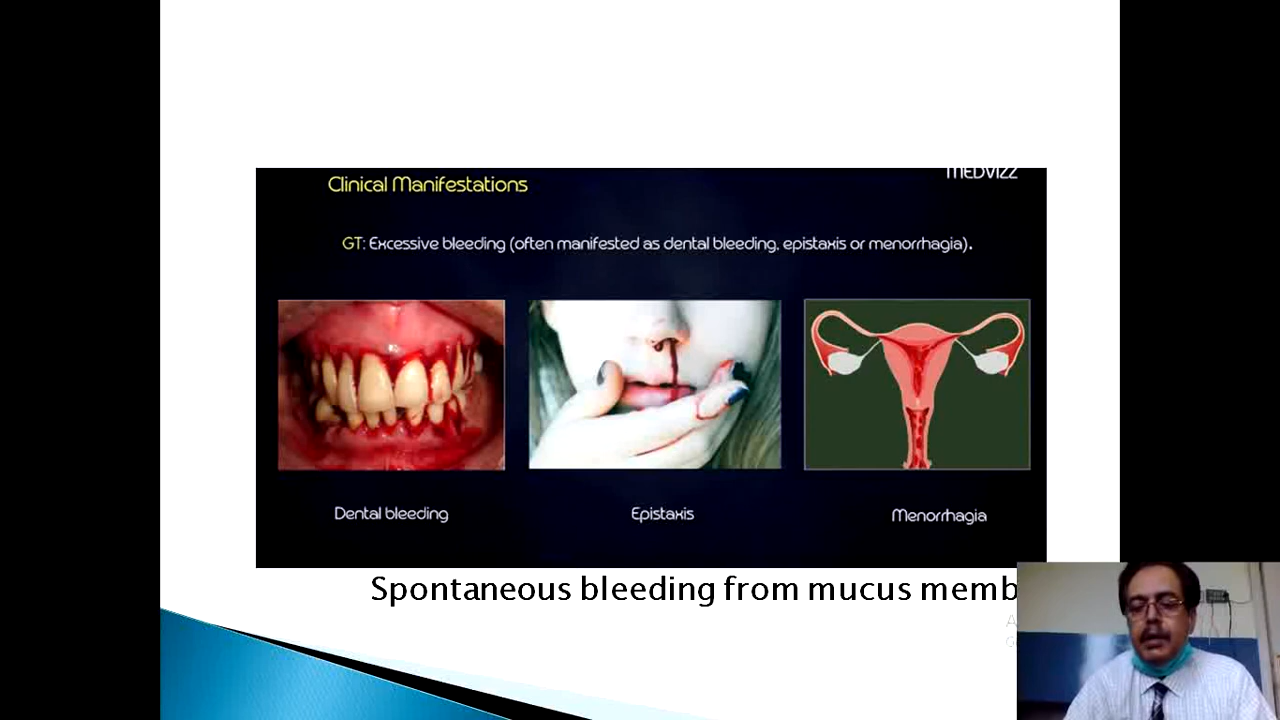 MEDVIZZ
Clinical Manifestations
GT: Excessive bleeding (often manifested as dental bleeding, epistaxis or menorrhagia).
Dental bleeding
Epistaxis
Menorrhagia
Spontaneous bleeding from mucus memb